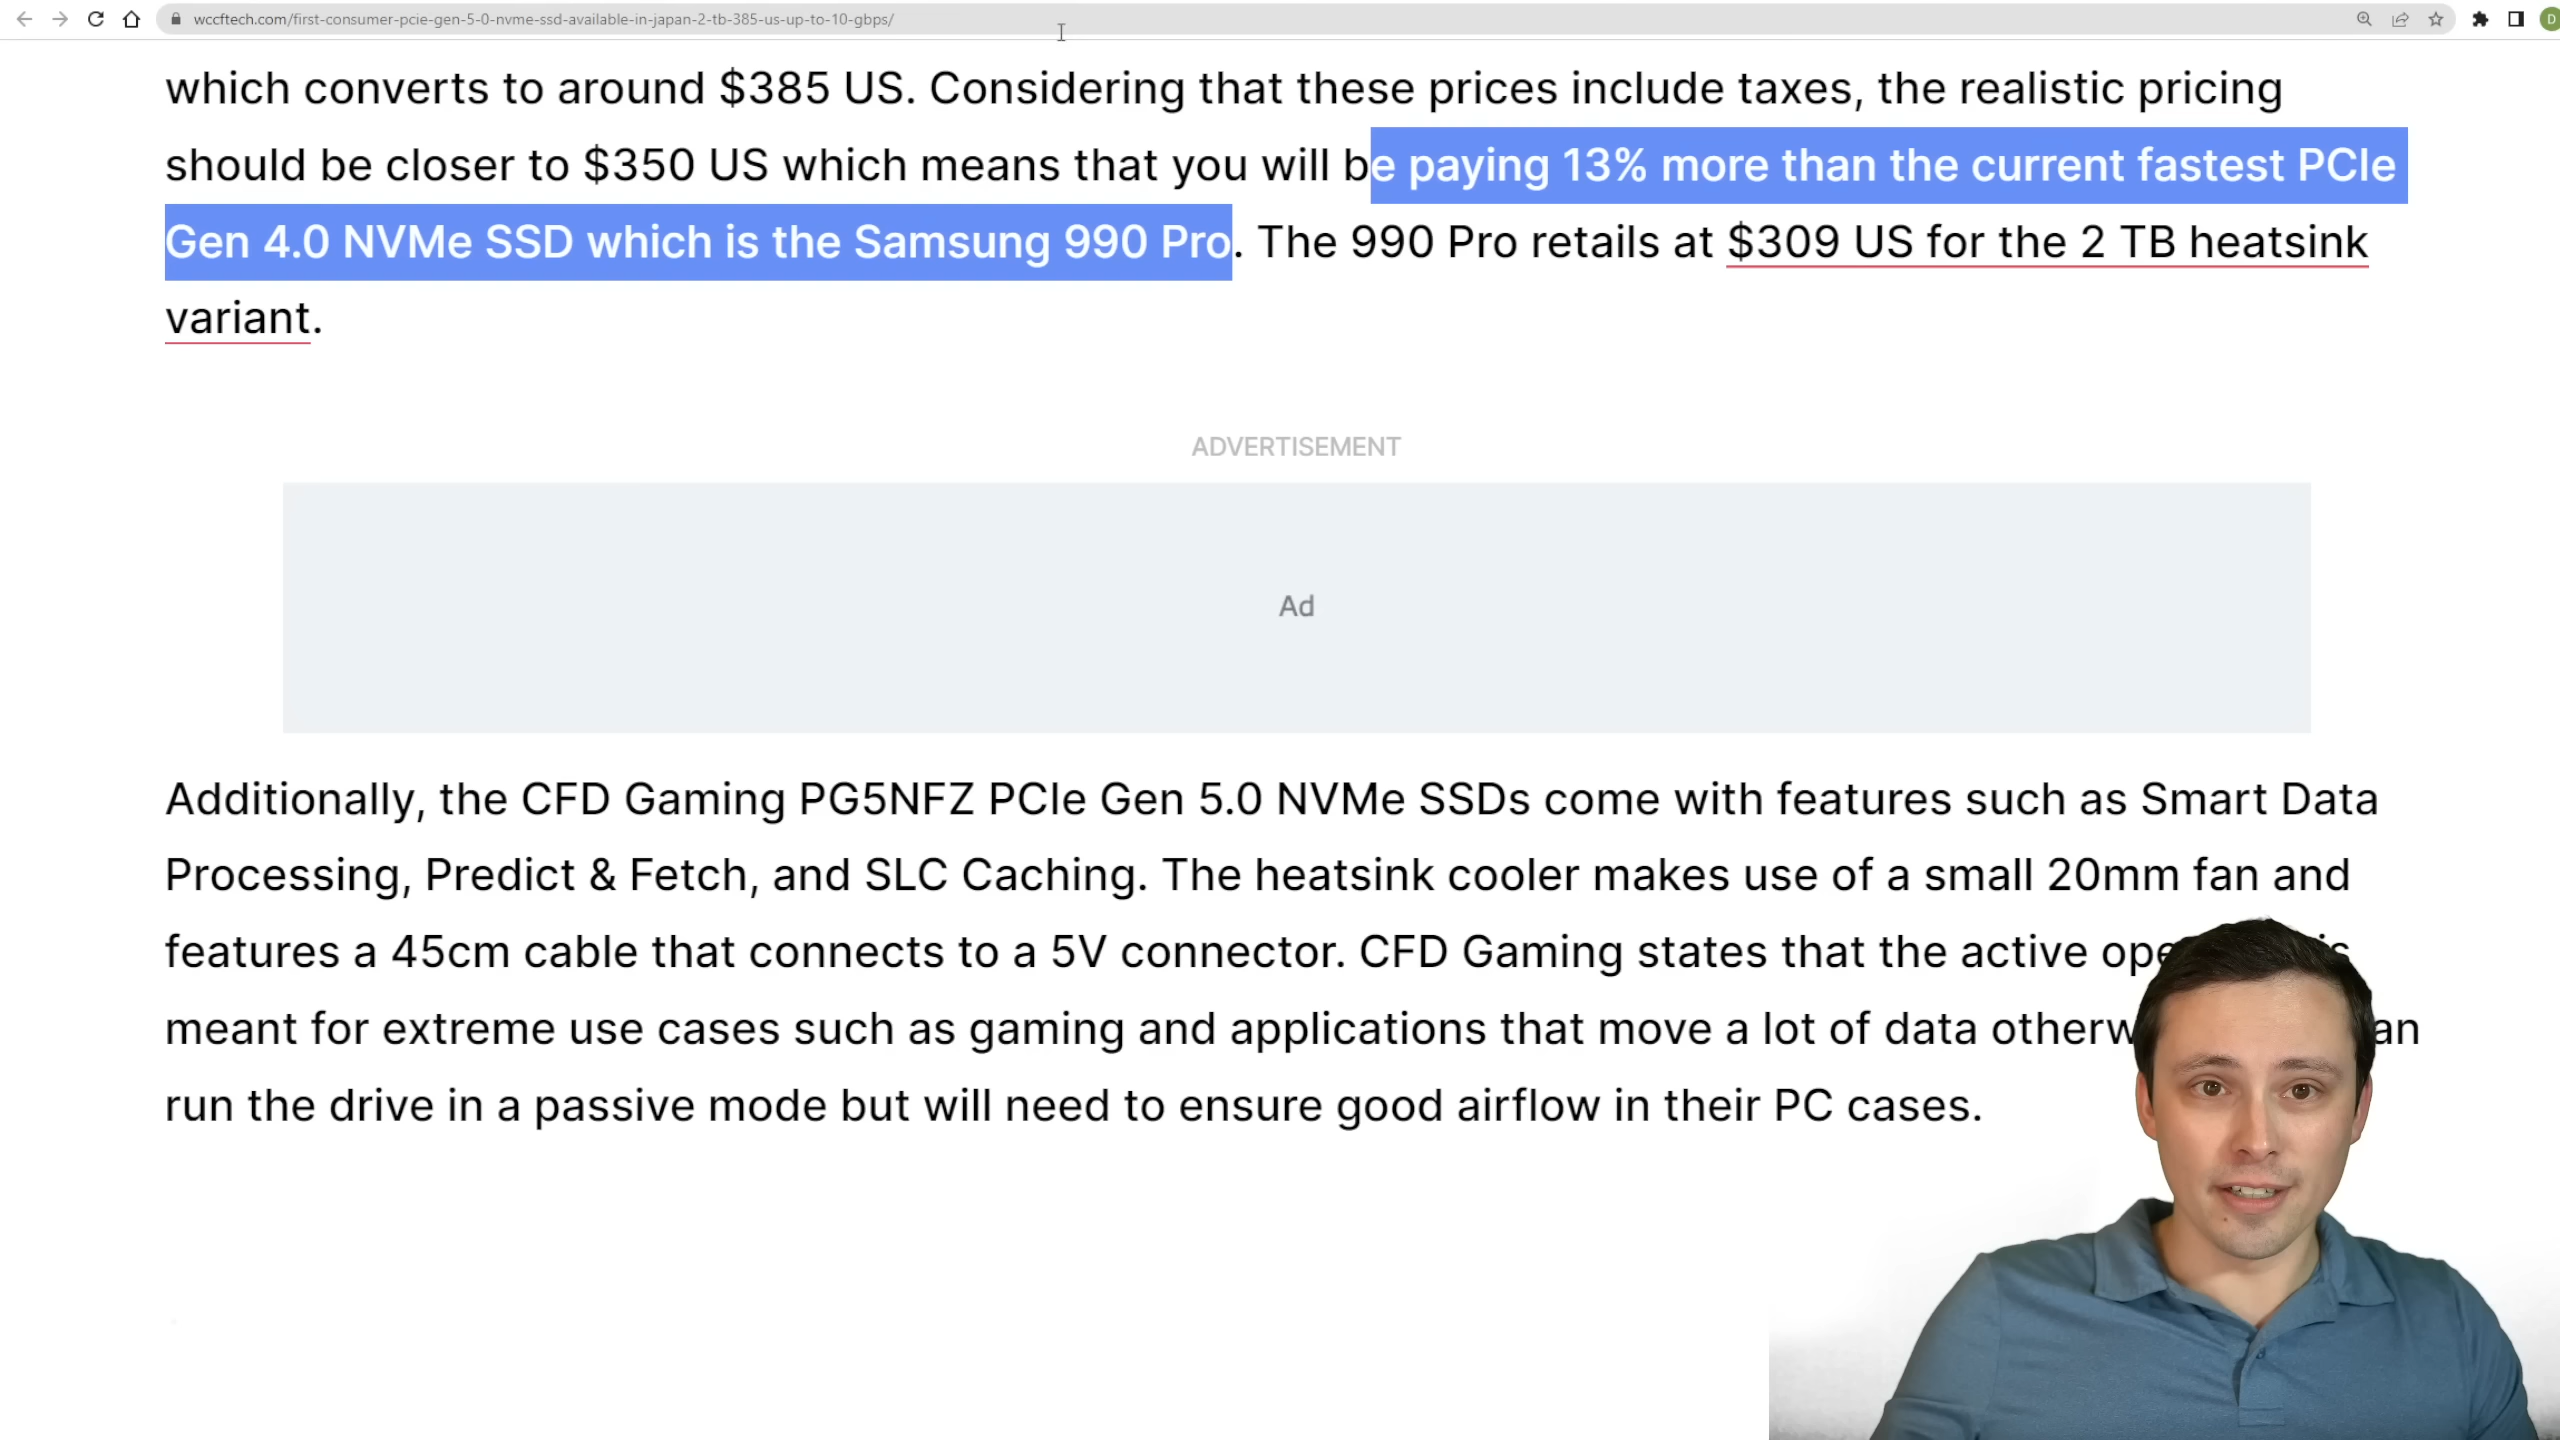 wccftech.com/first-consumer-pcie-gen-5-0-nvme-ssd-available-in-japan-2-tb-385-us-up-to-10-gbps/
D
which converts to around $385 US. Considering that these prices include taxes, the realistic pricing
should be closer to $350 US which means that you will be paying 13% more than the current fastest PCIe
Gen 4.0 NVMe SSD which is the Samsung 990 Pro. The 990 Pro retails at $309 US for the 2 TB heatsink
variant.
ADVERTISEMENT
Ad
Additionally, the CFD Gaming PG5NFZ PCIe Gen 5.0 NVMe SSDs come with features such as Smart Data
Processing, Predict & Fetch, and SLC Caching. The heatsink cooler makes use of a small 20mm fan and
features a 45cm cable that connects to a 5V connector. CFD Gaming states that the active ope is
meant for extreme use cases such as gaming and applications that move a lot of data otherw an
run the drive in a passive mode but will need to ensure good airflow in their PC cases.